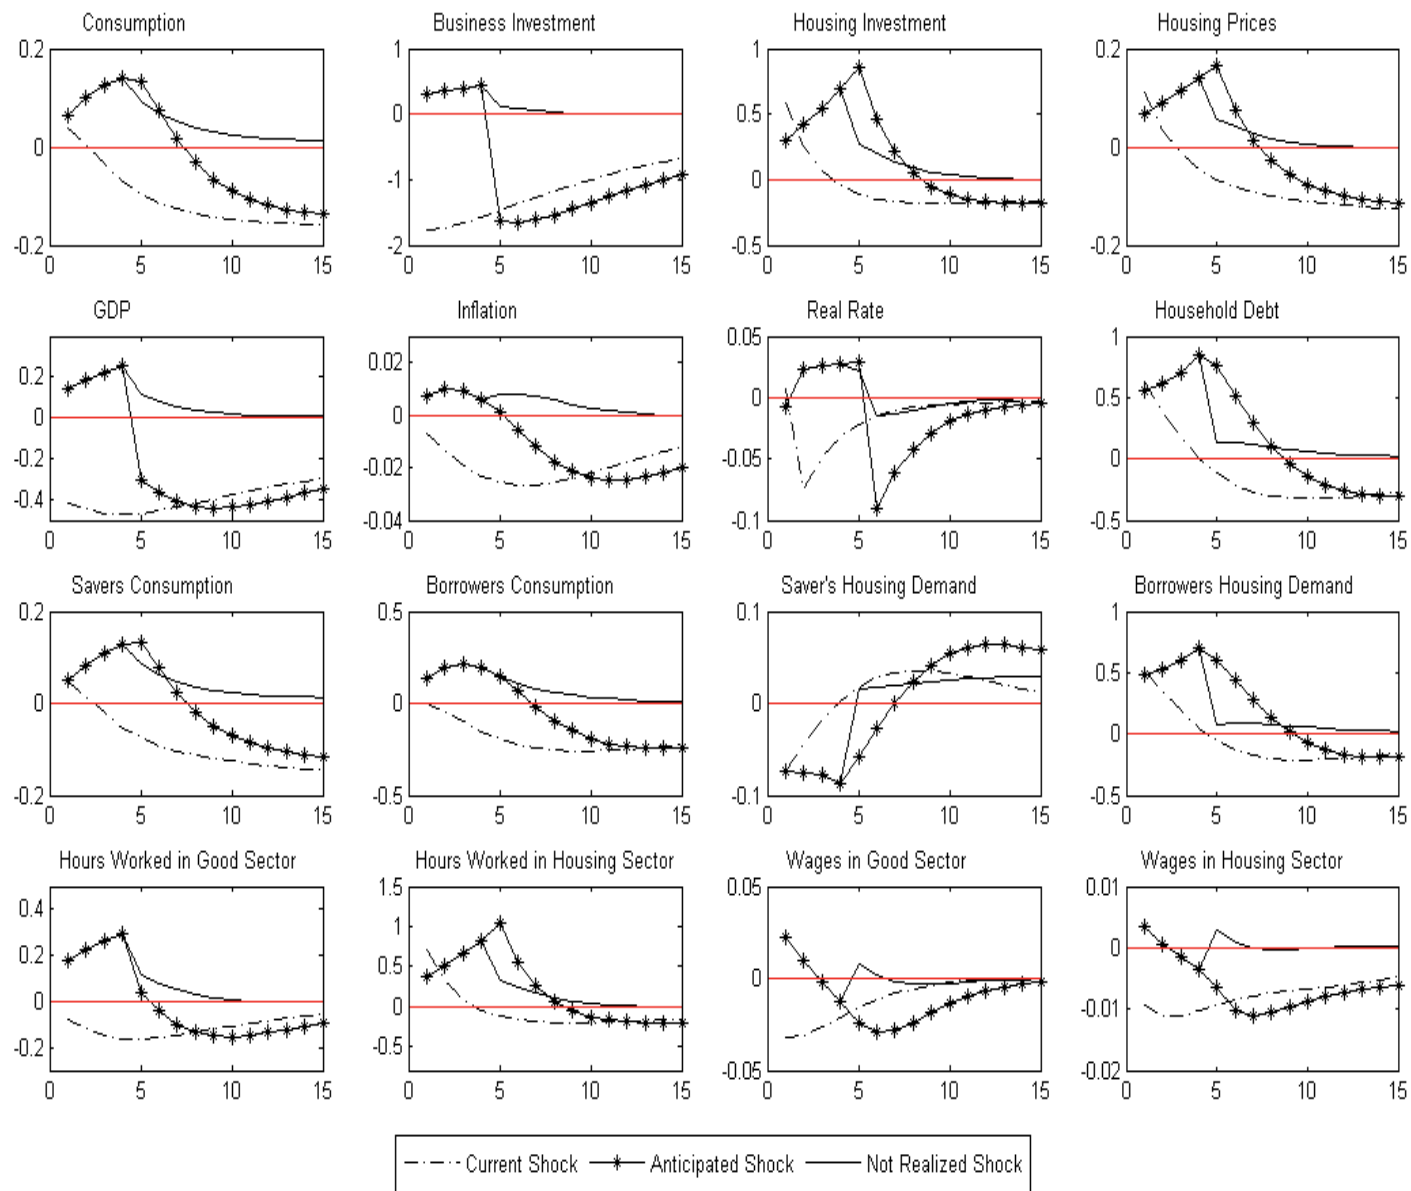 Consumption Business Investment Housing Investment Housing Prices
0.2 1 1 0.2
0 0 0.5 0
-1 0
-0.2 -2 -0.5 -0.2
0 5 10 15 0 5 10 15 0 5 10 15 0 5 10 15
GDP Inflation Real Rate Household Debt
0.05 1
0.2 0.02
0 0 0 0.5
-0.2 -0.02 -0.05 0
-0.4
-0.04 -0.1 -0.5
0 5 10 15 0 5 10 15 0 5 10 15 0 5 10 15
Savers Consumption Borrowers Consumption Saver's Housing Demand Borrowers Housing Demand
0.2 0.5 0.1 1
0.5
0 0 0 0
-0.2 -0.5 -0.1 -0.5
0 5 10 15 0 5 10 15 0 5 10 15 0 5 10 15
Hours Worked in Good Sector Hours Worked in Housing Sector Wages in Good Sector Wages in Housing Sector
1.5 0.05 0.01
0.4 1
0.2 0.5 0 0
0 0 -0.01
-0.2 -0.5
-0.05 -0.02
0 5 10 15 0 5 10 15 0 5 10 15 0 5 10 15
Current Shock Anticipated Shock Not Realized Shock